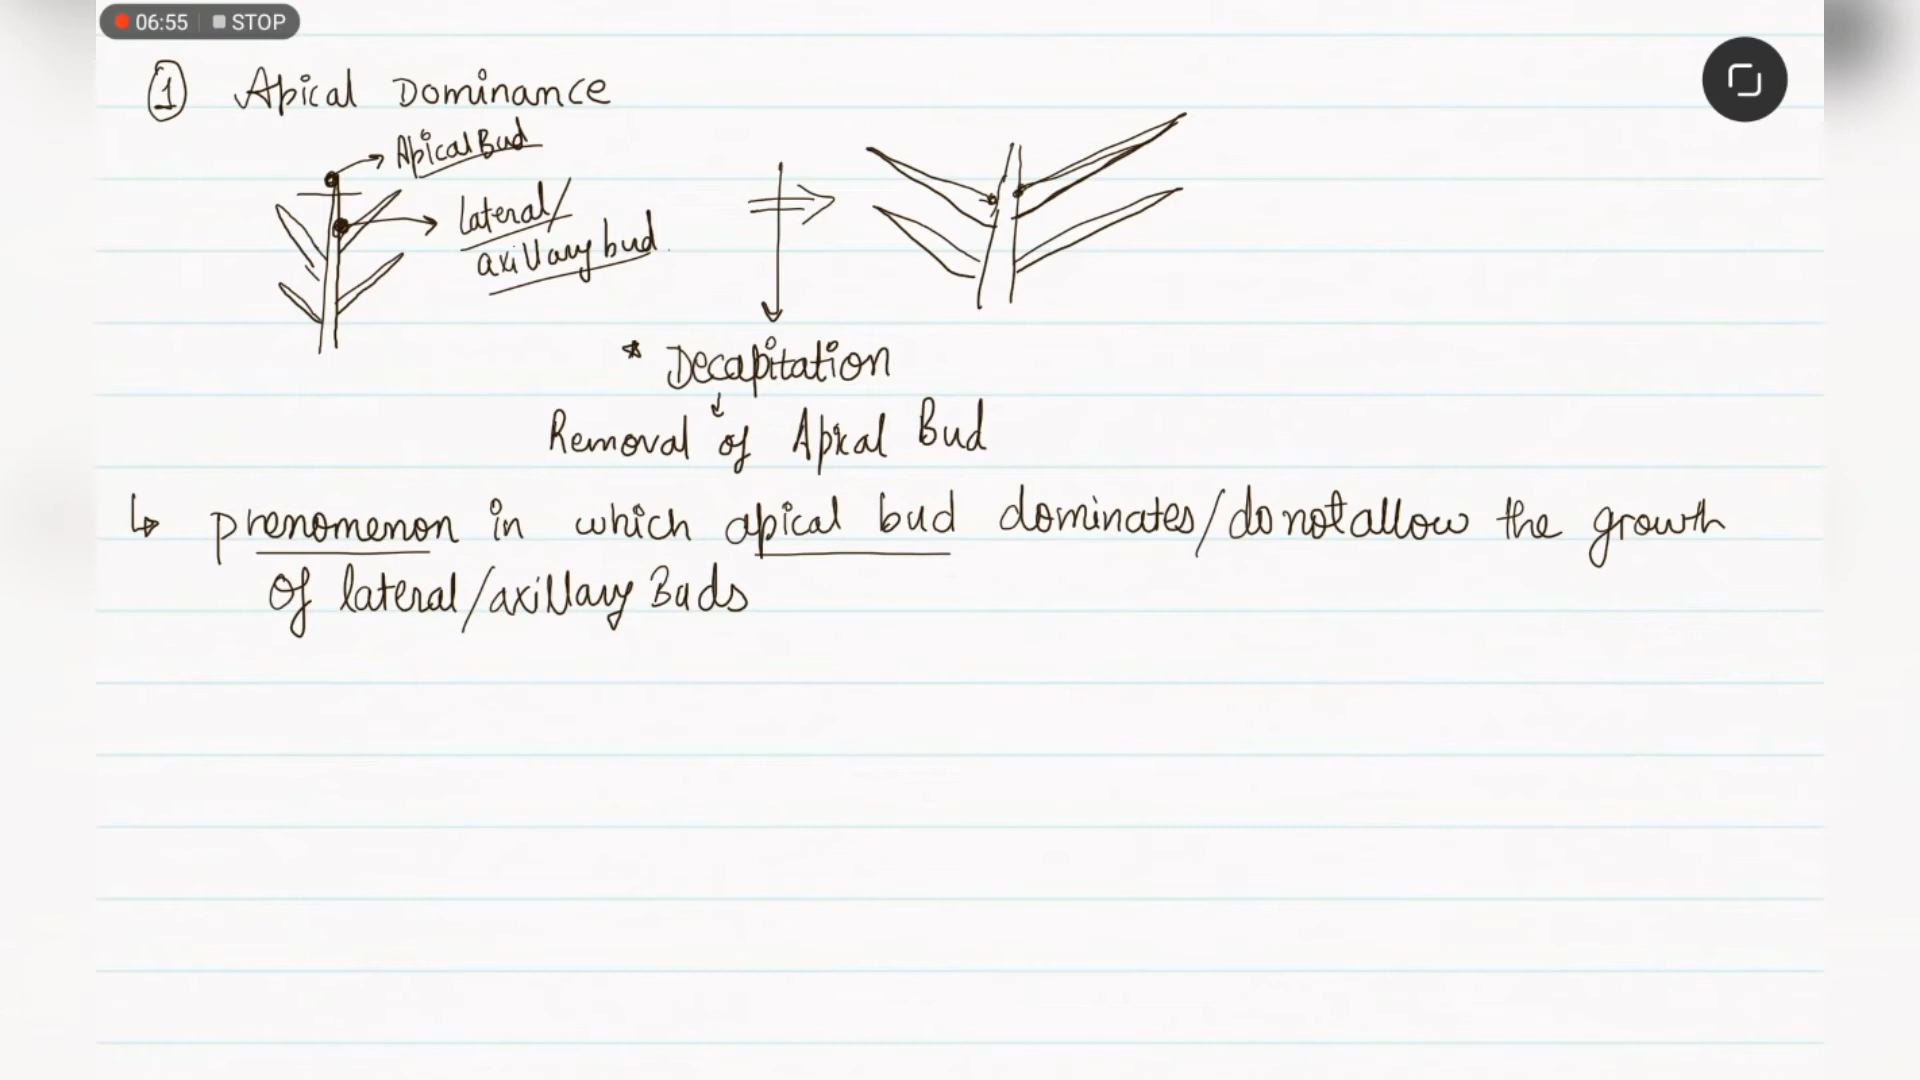 06:55 STOP
1 Apical Dominance
Apical Bud
Lateral/
axillary bud
* Decapitation
Removal of Apical Bud
phenomenon in which apical bud dominates/do not allow the growth
of lateral/axillary Buds